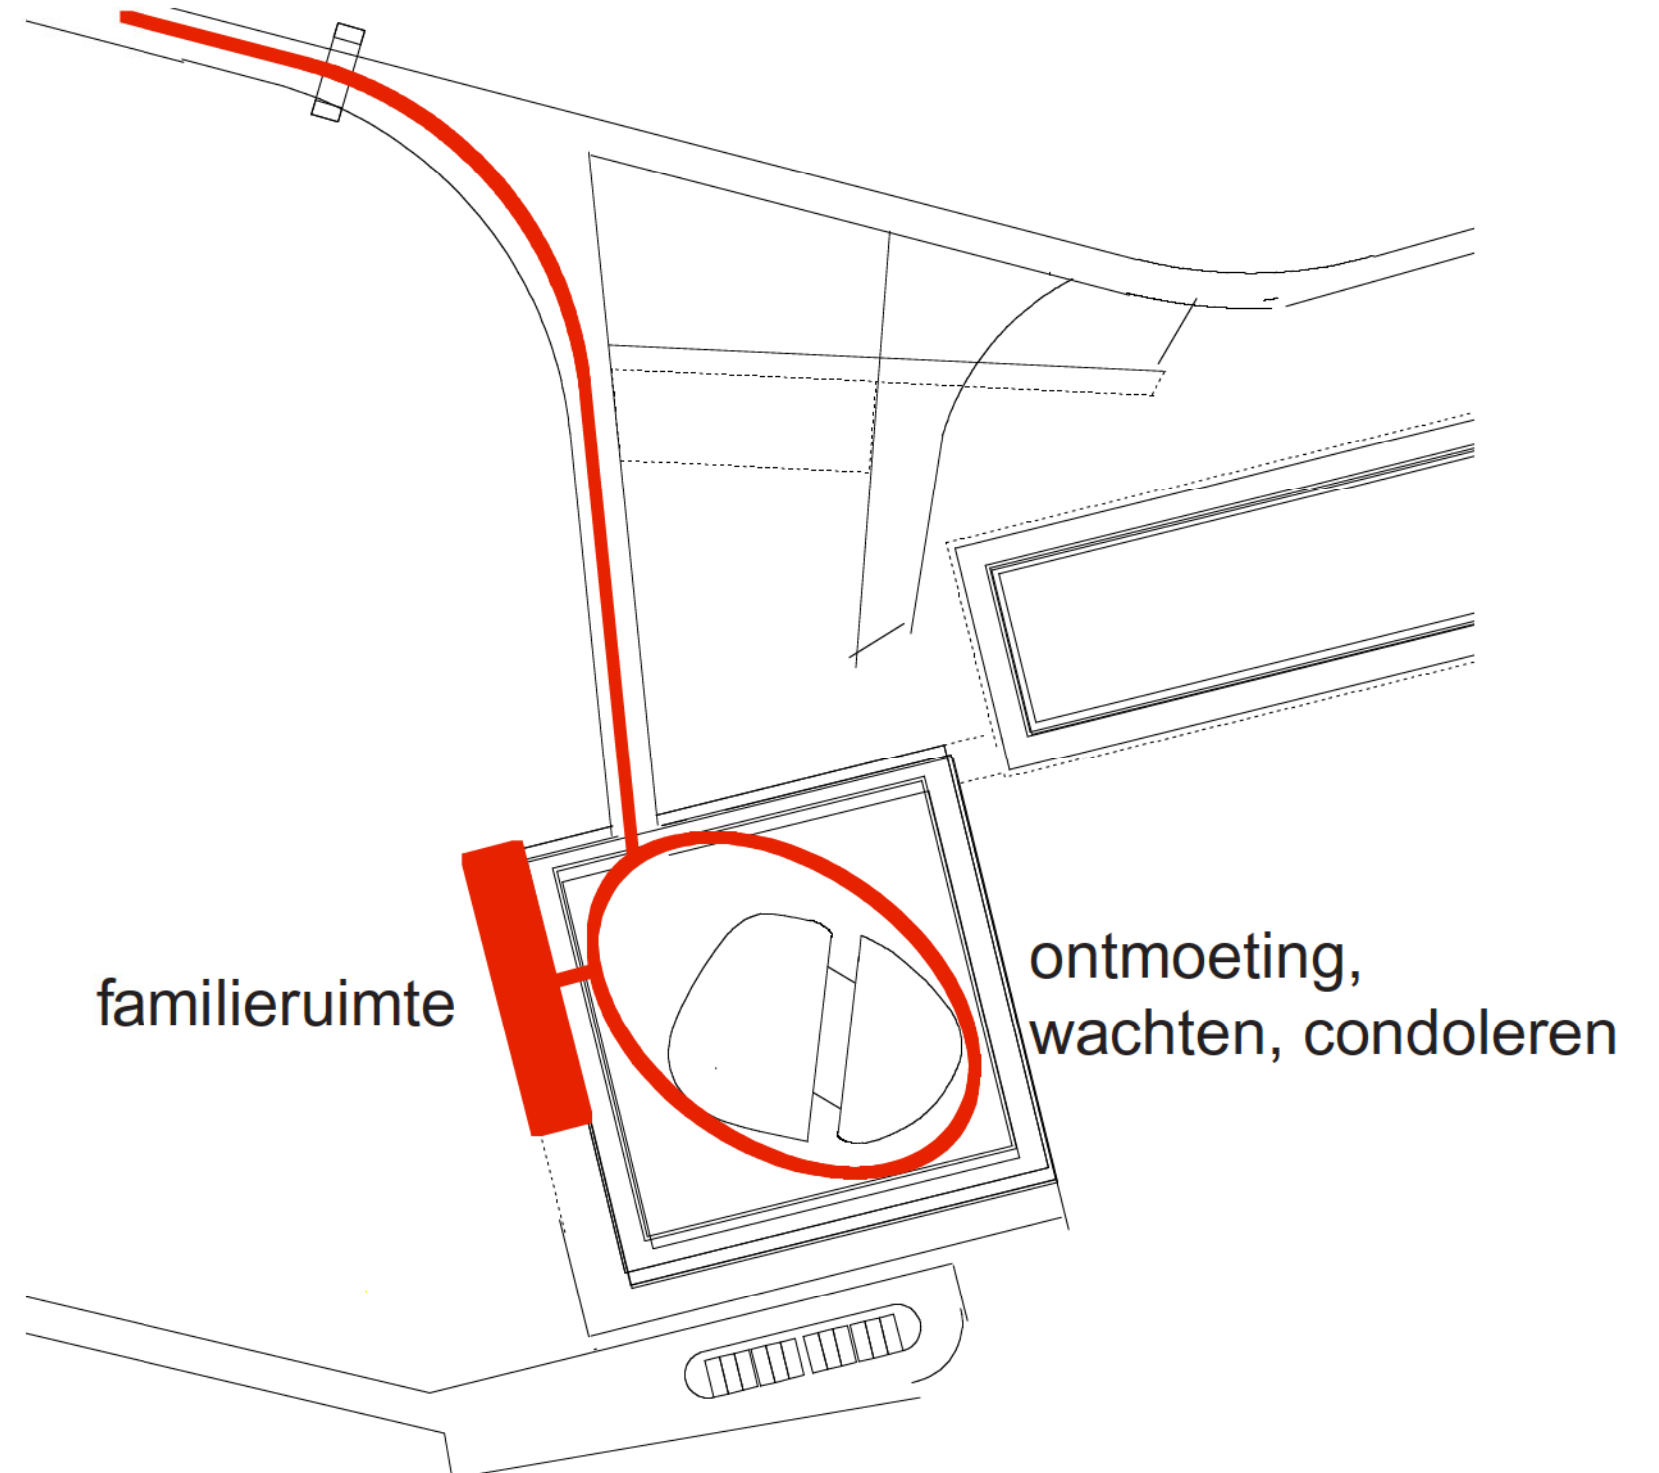 familieruimte
ontmoeting,
wachten, condoleren